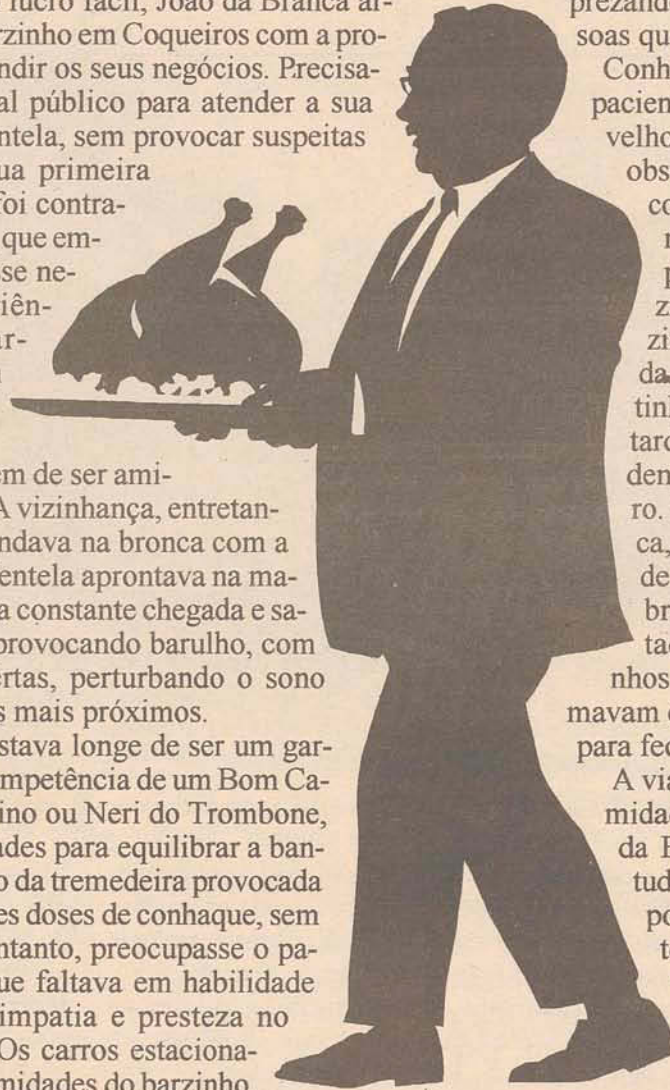 lucro fácil, João da Branca al-
rzinho em Coqueiros com a pro-
ndir os seus negócios. Precisa-
al público para atender a sua
ntela, sem provocar suspeitas
ua primeira
foi contra-
que em-
sse ne-
iên-
ar-
em de ser ami-
A vizinhança, entretan-
ndava na bronca com a
entela aprontava na ma-
a constante chegada e sa-
provocando barulho, com
ertas, perturbando o sono
s mais próximos.
stava longe de ser um gar-
mpetência de um Bom Ca-
ino ou Neri do Trombone,
ades para equilibrar a ban-
o da tremedeira provocada
es doses de conhaque, sem
ntanto, preocupasse o pa-
ue faltava em habilidade
impatia e presteza no
Os carros estaciona-
midades do barzinho
prezand
soas qu
Conh
pacien
velho
obs
co
zi
da
tinl
tard
den
ro.
ca,
de
br
tac
nhos
mavam
para fec
A via
midad
da
tud
po
te